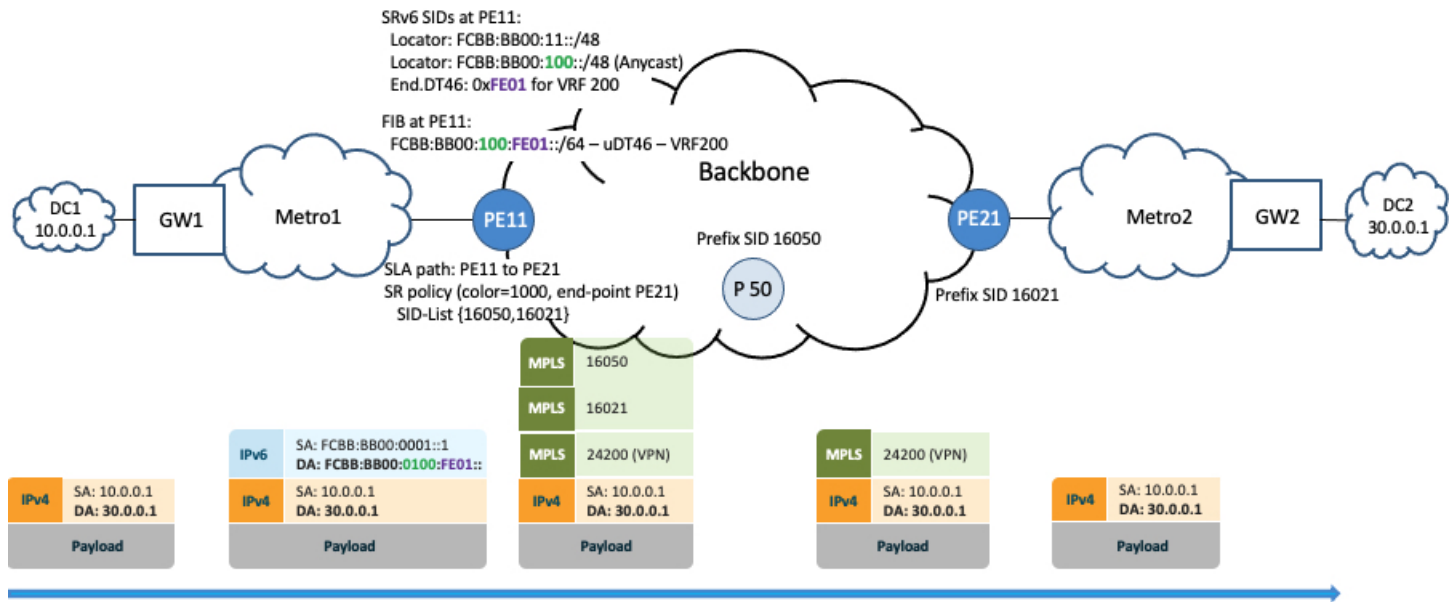 SRv6 SIDs at PE11:
Locator: FCBB:BB00:11::/48
Locator: FCBB:BB00:100::/48 (Anycast)
End.DT46: 0xFE01 for VRF 200
FIB at PE11:
FCBB:BB00:100:FE01::/64 – uDT46 – VRF200
Backbone
DC1
10.0.0.1
GW1
Metro1
PE11
Prefix SID 16050
P 50
PE21
Metro2
GW2
DC2
30.0.0.1
SLA path: PE11 to PE21
SR policy (color=1000, end-point PE21)
SID-List {16050,16021}
Prefix SID 16021
IPv4
SA: 10.0.0.1
DA: 30.0.0.1
Payload
IPv6
SA: FCBB:BB00:0001::1
DA: FCBB:BB00:0100:FE01::
IPv4
SA: 10.0.0.1
DA: 30.0.0.1
Payload
MPLS 16050
MPLS 16021
MPLS 24200 (VPN)
IPv4
SA: 10.0.0.1
DA: 30.0.0.1
Payload
MPLS 24200 (VPN)
IPv4
SA: 10.0.0.1
DA: 30.0.0.1
Payload
IPv4
SA: 10.0.0.1
DA: 30.0.0.1
Payload